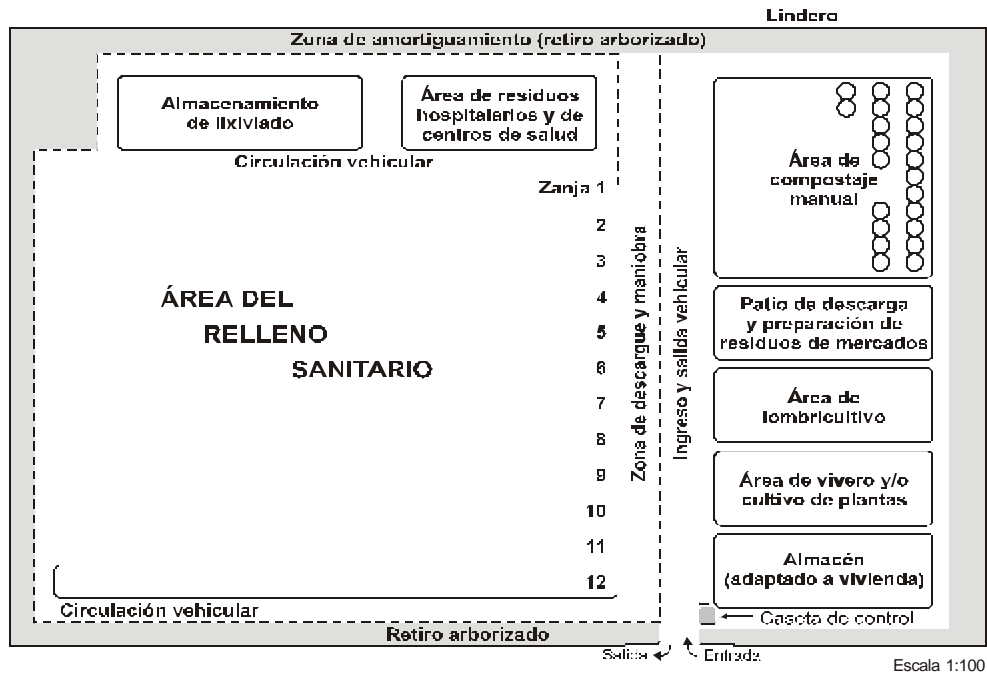 Lindero
Zona de amortiguamiento (retiro arborizado)
Almacenamiento
de lixiviado
Área de residuos
hospitalarios y de
centros de salud
Circulación vehicular
Zanja 1
2
3
4
5
6
7
8
9
10
11
12
ÁREA DEL
RELLENO
SANITARIO
Circulación vehicular
Zona de descargue y maniobra
Ingreso y salida vehicular
Área de
compostaje
manual
Patio de descarga
y preparación de
residuos de mercados
Área de
lombricultivo
Área de vivero y/o
cultivo de plantas
Almacén
(adaptado a vivienda)
Caseta de control
Retiro arborizado
Salida
Entrada
Escala 1:100